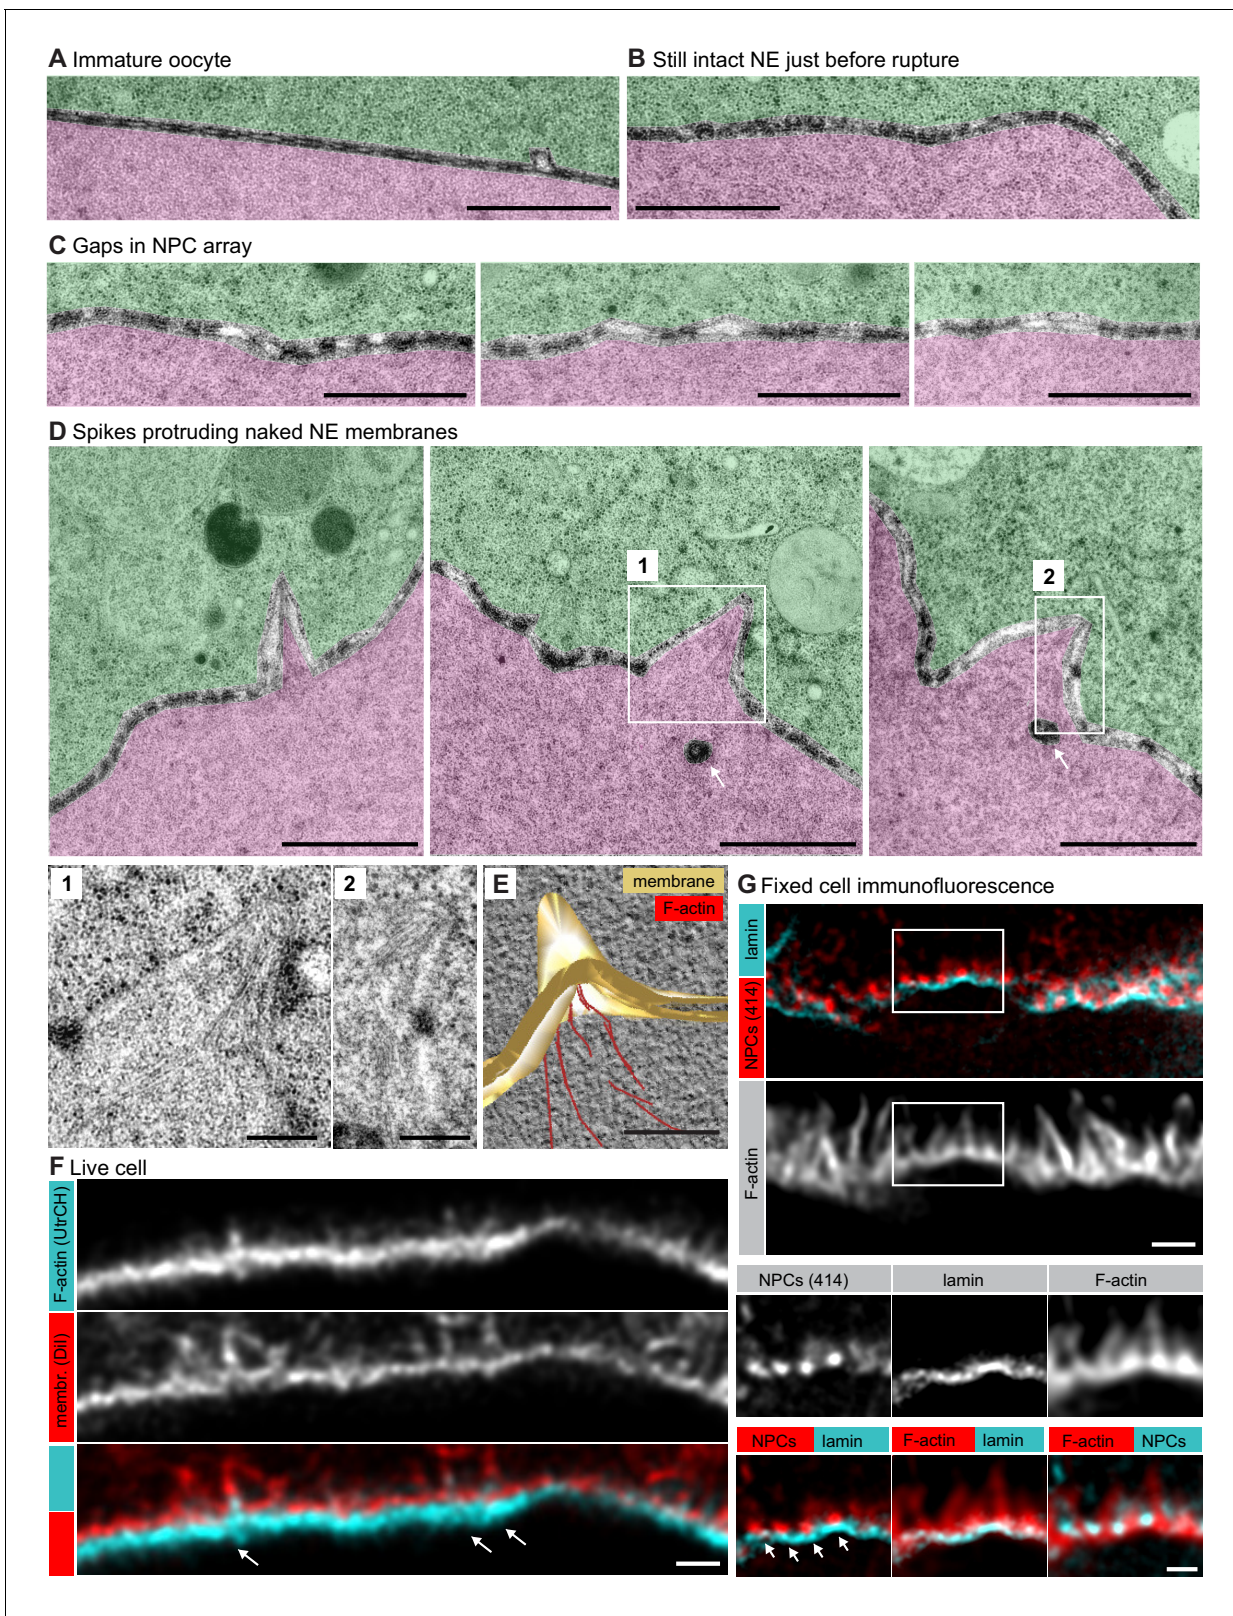 A Immature oocyte
B Still intact NE just before rupture
C Gaps in NPC array
D Spikes protruding naked NE membranes
1
2
1
2
E
membrane
F-actin
F Live cell
F-actin (UtrCH)
membr. (DiI)
G Fixed cell immunofluorescence
lamin
NPCs (414)
F-actin
NPCs (414) lamin F-actin
NPCs lamin F-actin lamin F-actin NPCs